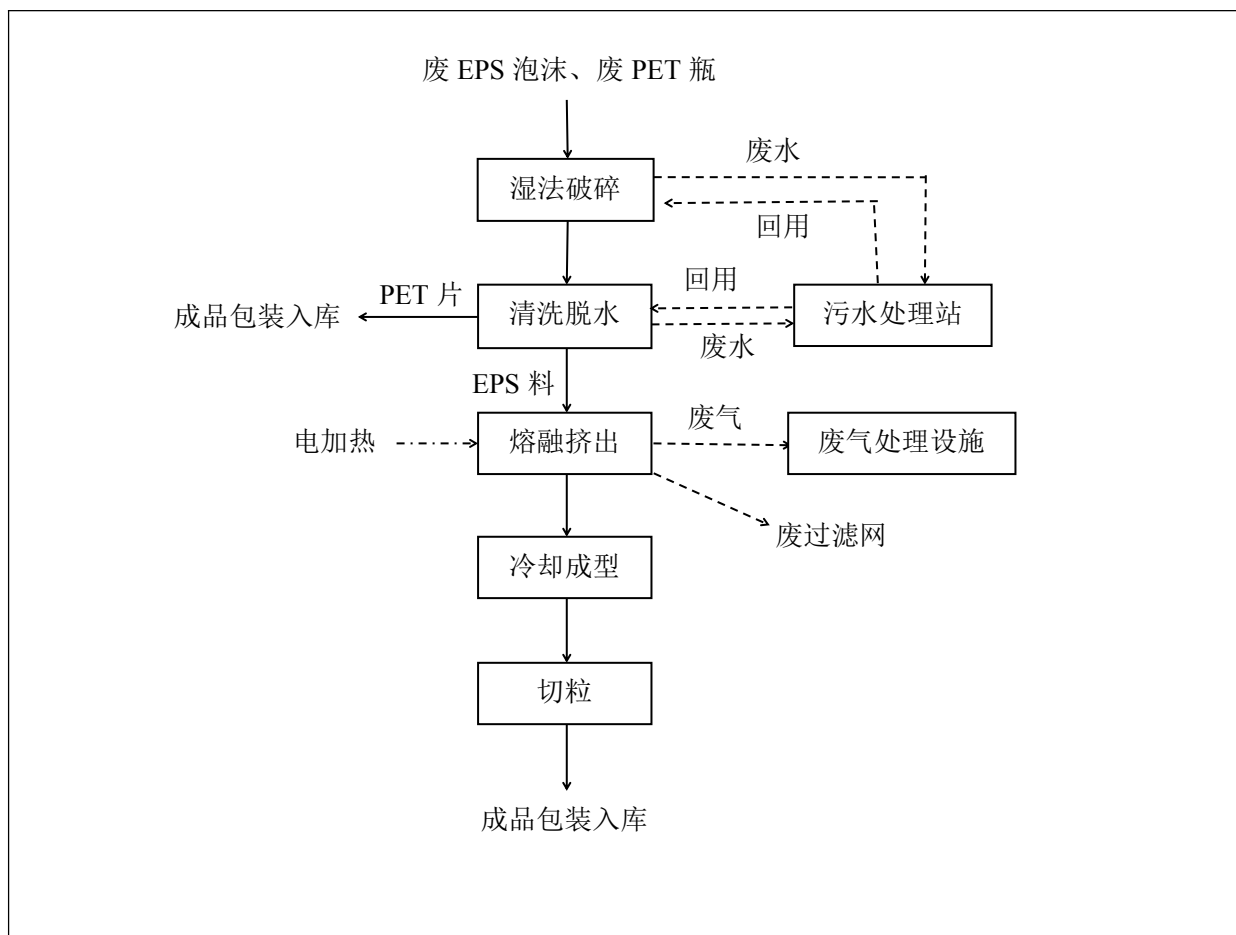 废 EPS 泡沫、废 PET 瓶
废水
湿法破碎
回用
PET 片
回用
成品包装入库
清洗脱水
污水处理站
废水
EPS 料
废气
电加热
熔融挤出
废气处理设施
废过滤网
冷却成型
切粒
成品包装入库